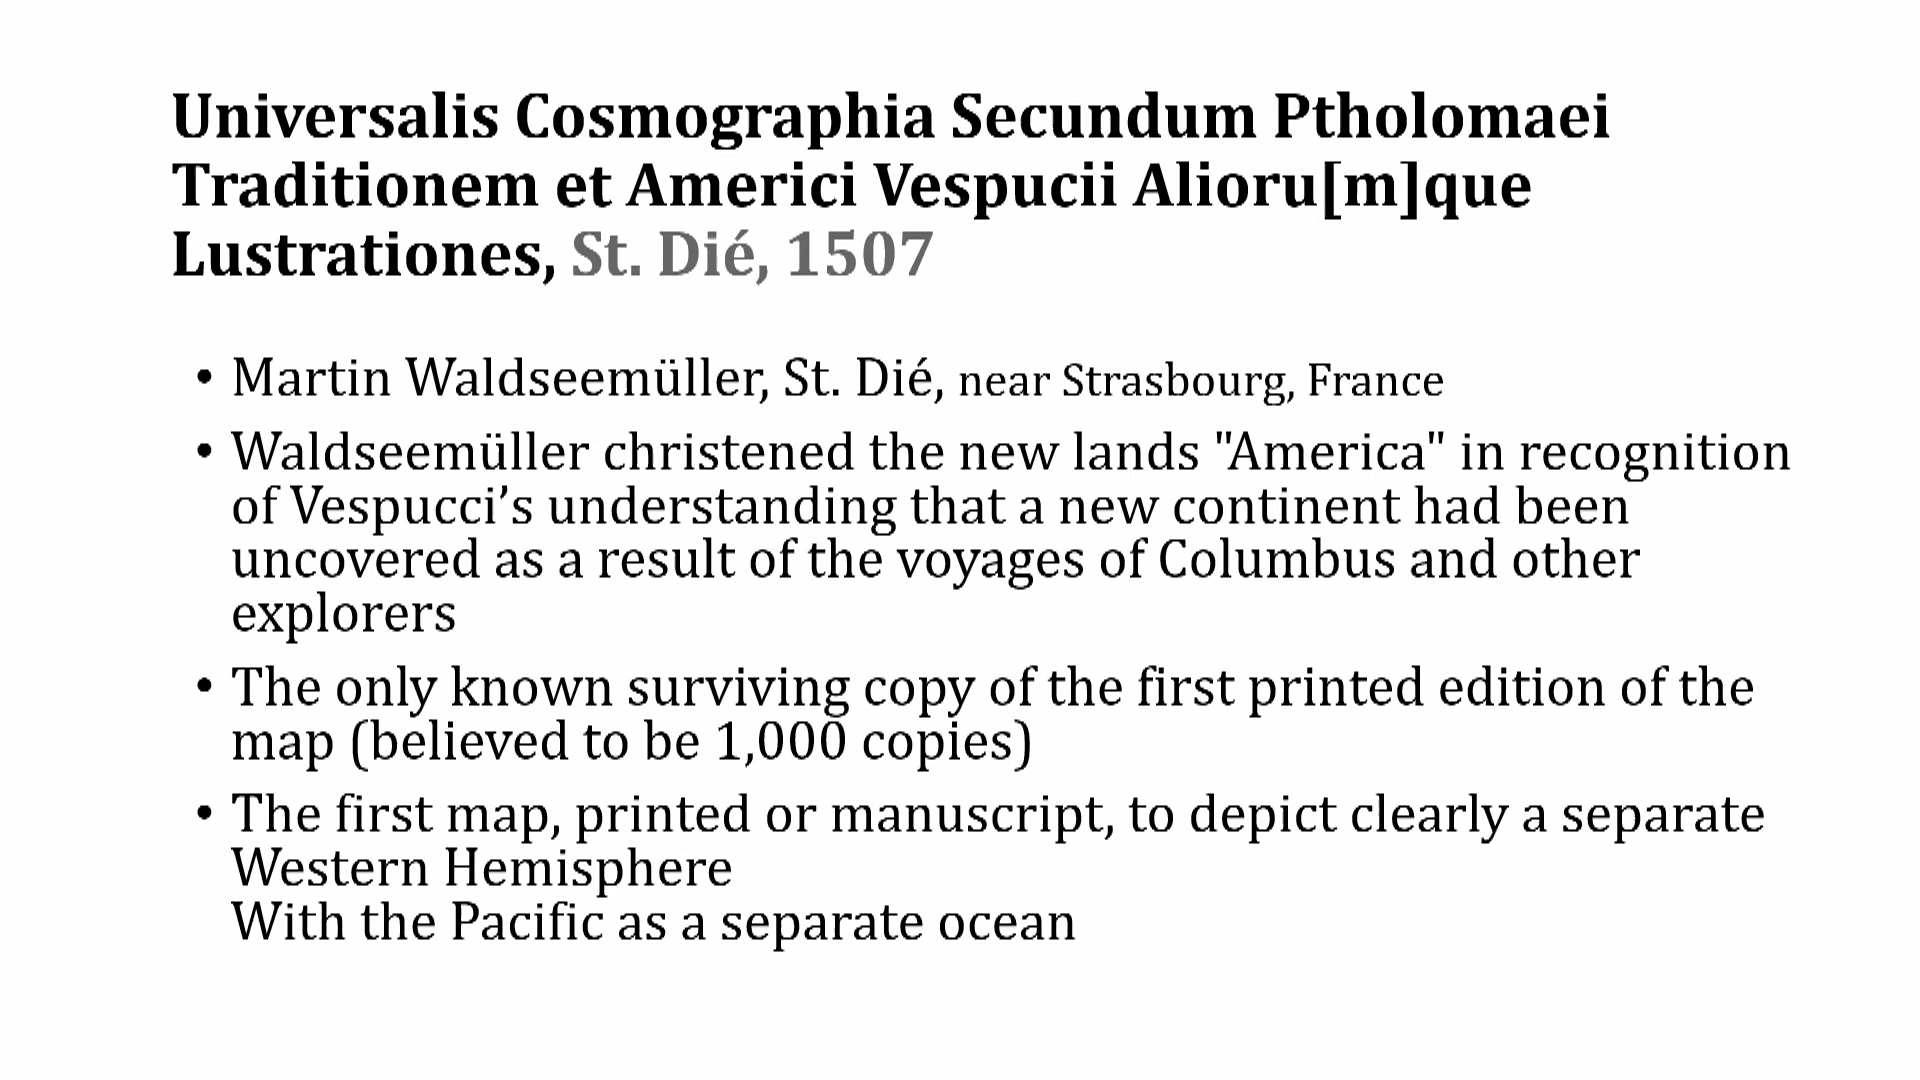 Universalis Cosmographia Secundum Ptholomaei
Traditionem et Americi Vespucii Alioru[m]que
Lustrationes, St. Dié, 1507
• Martin Waldseemüller, St. Dié, near Strasbourg, France
• Waldseemüller christened the new lands "America" in recognition
of Vespucci’s understanding that a new continent had been
uncovered as a result of the voyages of Columbus and other
explorers
• The only known surviving copy of the first printed edition of the
map (believed to be 1,000 copies)
• The first map, printed or manuscript, to depict clearly a separate
Western Hemisphere
With the Pacific as a separate ocean